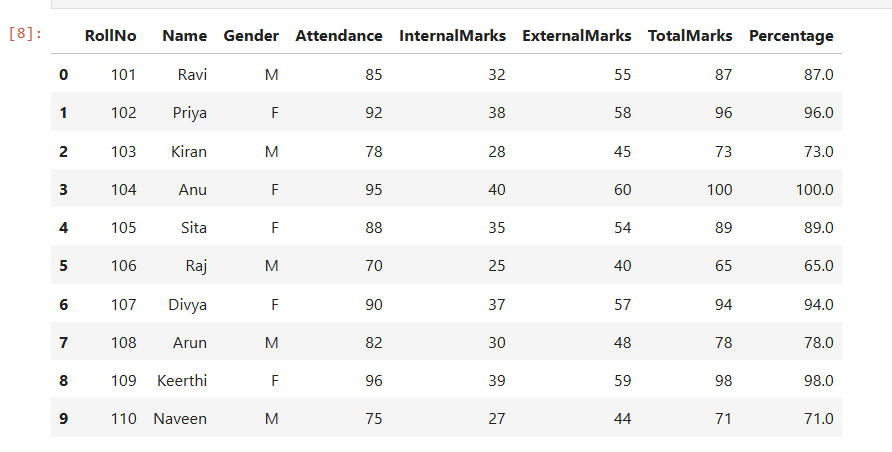 [8]:
RollNo Name Gender Attendance InternalMarks ExternalMarks TotalMarks Percentage
0 101 Ravi M 85 32 55 87 87.0
1 102 Priya F 92 38 58 96 96.0
2 103 Kiran M 78 28 45 73 73.0
3 104 Anu F 95 40 60 100 100.0
4 105 Sita F 88 35 54 89 89.0
5 106 Raj M 70 25 40 65 65.0
6 107 Divya F 90 37 57 94 94.0
7 108 Arun M 82 30 48 78 78.0
8 109 Keerthi F 96 39 59 98 98.0
9 110 Naveen M 75 27 44 71 71.0